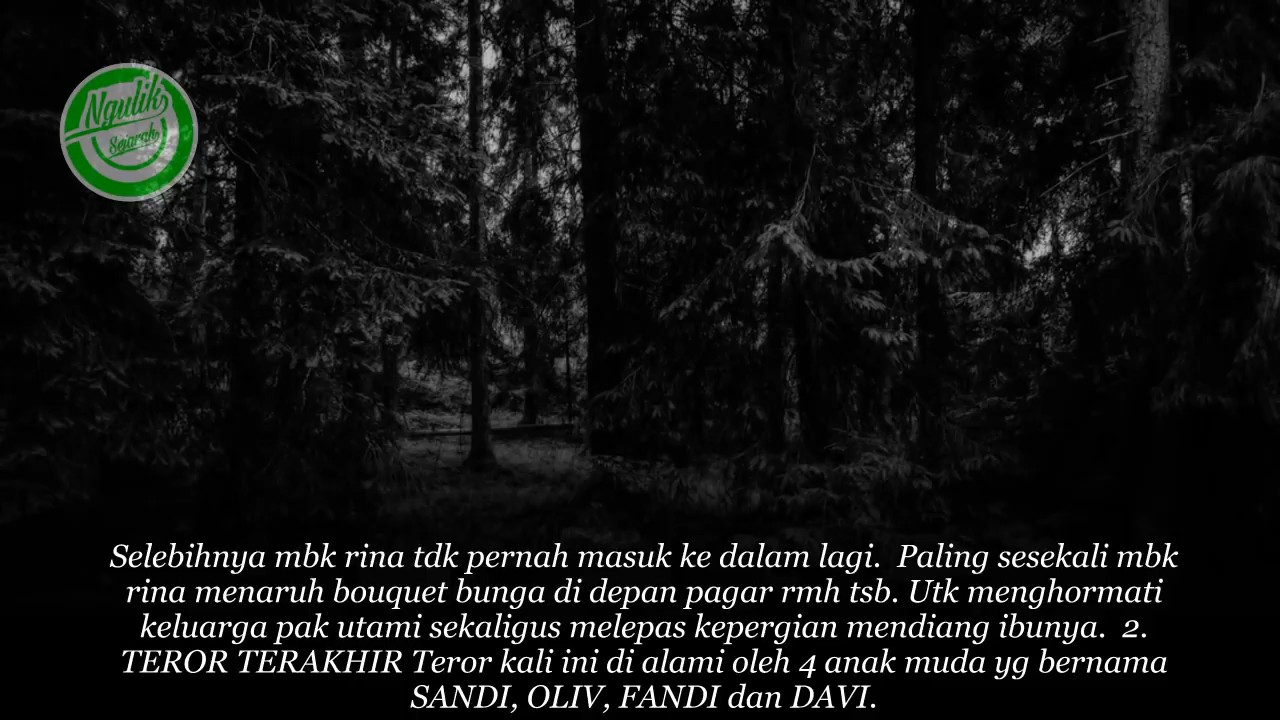 Ngulik
Sejarah
Selebihnya mbk rina tdk pernah masuk ke dalam lagi.  Paling sesekali mbk
rina menaruh bouquet bunga di depan pagar rmh tsb. Utk menghormati
keluarga pak utami sekaligus melepas kepergian mendiang ibunya.  2.
TEROR TERAKHIR Teror kali ini di alami oleh 4 anak muda yg bernama
SANDI, OLIV, FANDI dan DAVI.